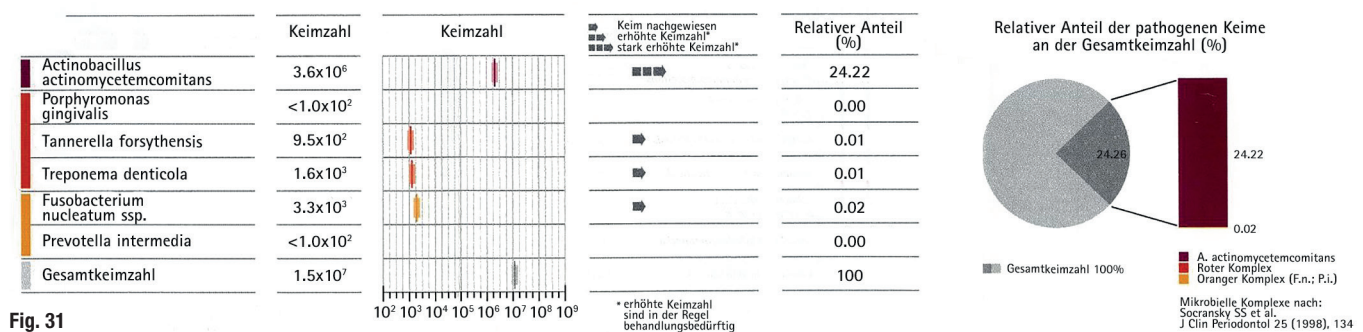 Keimzahl
Keimzahl
Keim nachgewiesen
erhöhte Keimzahl*
stark erhöhte Keimzahl*
Relativer Anteil
(%)
Actinobacillus
actinomycetemcomitans
3.6x10⁶
24.22
Porphyromonas
gingivalis
<1.0x10²
0.00
Tannerella forsythensis
9.5x10²
0.01
Treponema denticola
1.6x10³
0.01
Fusobacterium
nucleatum ssp.
3.3x10³
0.02
Prevotella intermedia
<1.0x10²
0.00
Gesamtkeimzahl
1.5x10⁷
100
10² 10³ 10⁴ 10⁵ 10⁶ 10⁷ 10⁸ 10⁹
* erhöhte Keimzahl
sind in der Regel
behandlungsbedürftig
Relativer Anteil der pathogenen Keime
an der Gesamtkeimzahl (%)
24.26
24.22
0.02
Gesamtkeimzahl 100%
A. actinomycetemcomitans
Roter Komplex
Oranger Komplex (F.n.; P.i.)
Mikrobielle Komplexe nach:
Socransky SS et al.
J Clin Periodontol 25 (1998), 134
Fig. 31